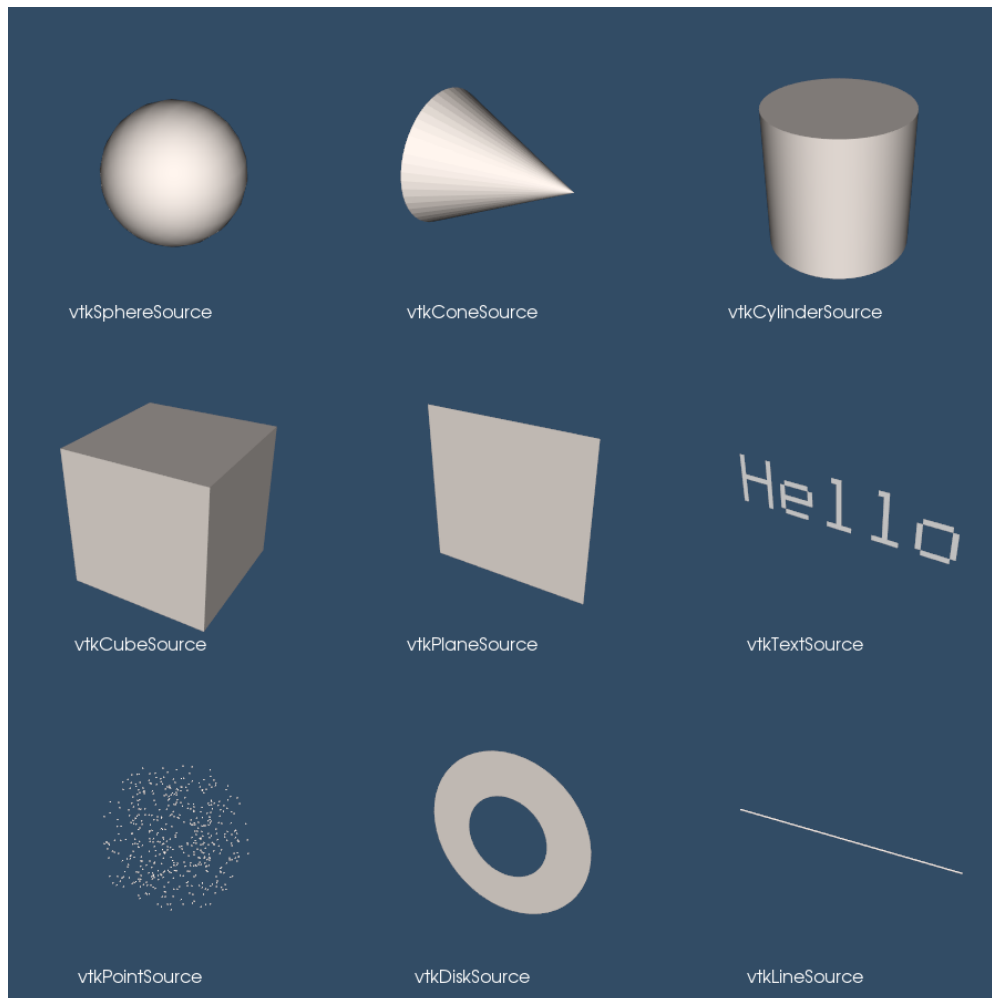 vtkSphereSource
vtkConeSource
vtkCylinderSource
Hello
vtkCubeSource
vtkPlaneSource
vtkTextSource
vtkPointSource
vtkDiskSource
vtkLineSource